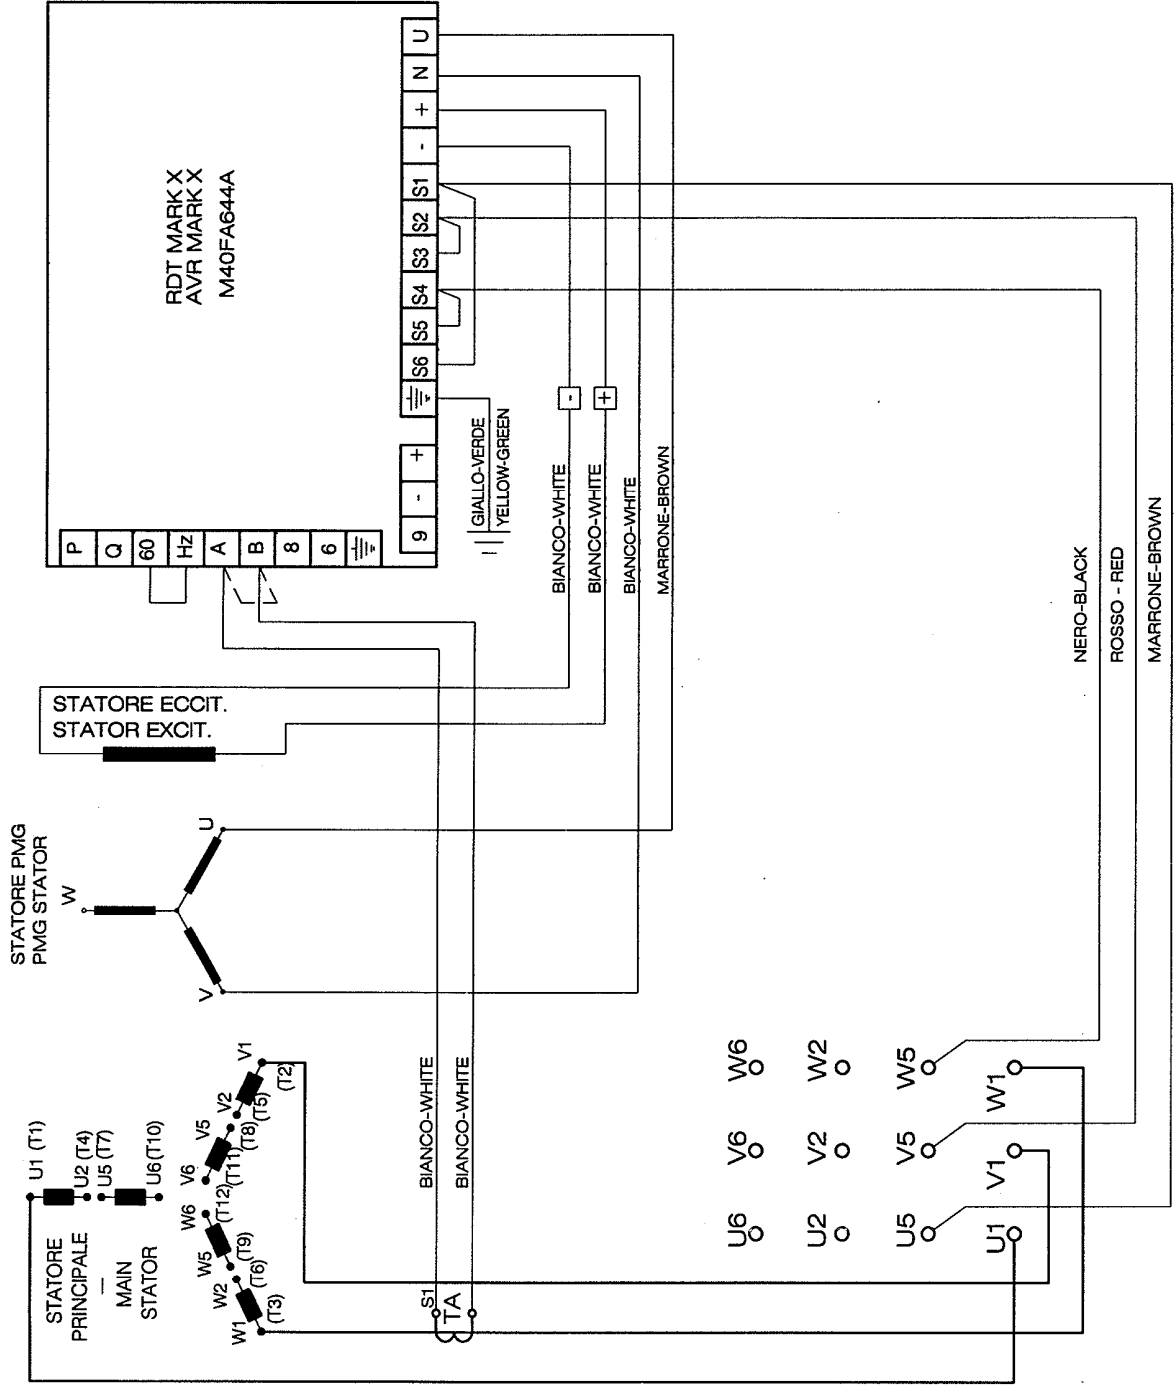 RDT MARK X
AVR MARK X
M40FA644A
U
N
+
-
S1
S2
S3
S4
S5
S6
+
-
9
P
Q
60
Hz
A
B
8
6
GIALLO-VERDE
YELLOW-GREEN
-
+
BIANCO-WHITE
BIANCO-WHITE
BIANCO-WHITE
MARRONE-BROWN
NERO-BLACK
ROSSO - RED
MARRONE-BROWN
STATORE ECCIT.
STATOR EXCIT.
STATORE PMG
PMG STATOR
W
U
V
BIANCO-WHITE
BIANCO-WHITE
STATORE
PRINCIPALE
—
MAIN
STATOR
U1 (T1)
U2 (T4)
U5 (T7)
U6 (T10)
V1
(T2)
V2
(T5)
V5
(T8)
V6
(T11)
W6
(T12)
W5
(T9)
W2
(T6)
W1
(T3)
S1
TA
W6
W2
W5
W1
V6
V2
V5
V1
U6
U2
U5
U1